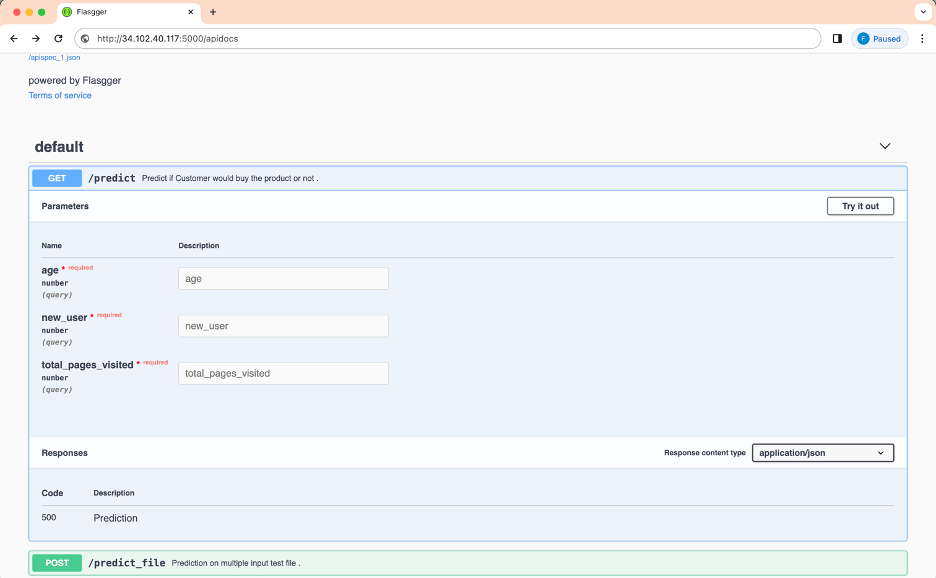 Flasgger
http://34.102.40.117:5000/apidocs
F Paused
/apispec_1.json
powered by Flasgger
Terms of service
default
GET /predict Predict if Customer would buy the product or not .
Parameters Try it out
Name Description
age * required age
number
(query)
new_user * required new_user
number
(query)
total_pages_visited * required total_pages_visited
number
(query)
Responses Response content type application/json
Code Description
500 Prediction
POST /predict_file Prediction on multiple input test file .